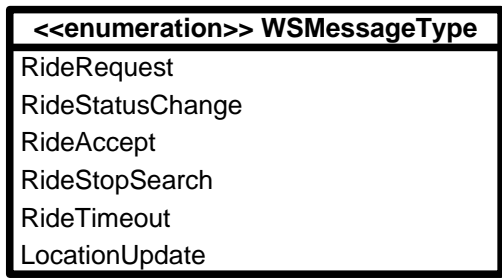 <<enumeration>> WSMessageType
RideRequest
RideStatusChange
RideAccept
RideStopSearch
RideTimeout
LocationUpdate